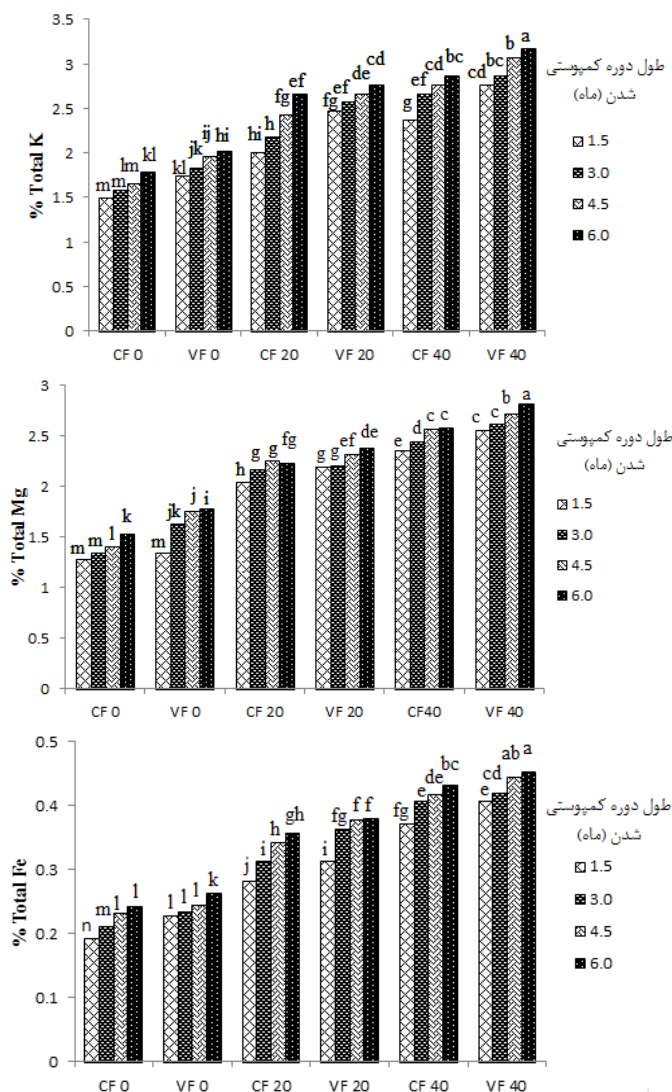 3.5
3
2.5
2
1.5
1
0.5
0
% Total K
m m lm kl kl jk ij hi hi h fg ef fg ef de cd g ef cd bc cd bc b a
CF 0 VF 0 CF 20 VF 20 CF 40 VF 40
طول دوره کمپوستی
شدن (ماه)
1.5
3.0
4.5
6.0
3
2.5
2
1.5
1
0.5
0
% Total Mg
m m l k m jk j i h g g fg g g ef de e d c c c c b a
CF 0 VF 0 CF 20 VF 20 CF40 VF 40
طول دوره کمپوستی
شدن (ماه)
1.5
3.0
4.5
6.0
0.5
0.4
0.3
0.2
0.1
0
% Total Fe
n m l l l l l k j i h gh i fg f f fg e de bc e cd ab a
CF 0 VF 0 CF 20 VF 20 CF 40 VF 40
طول دوره کمپوستی
شدن (ماه)
1.5
3.0
4.5
6.0